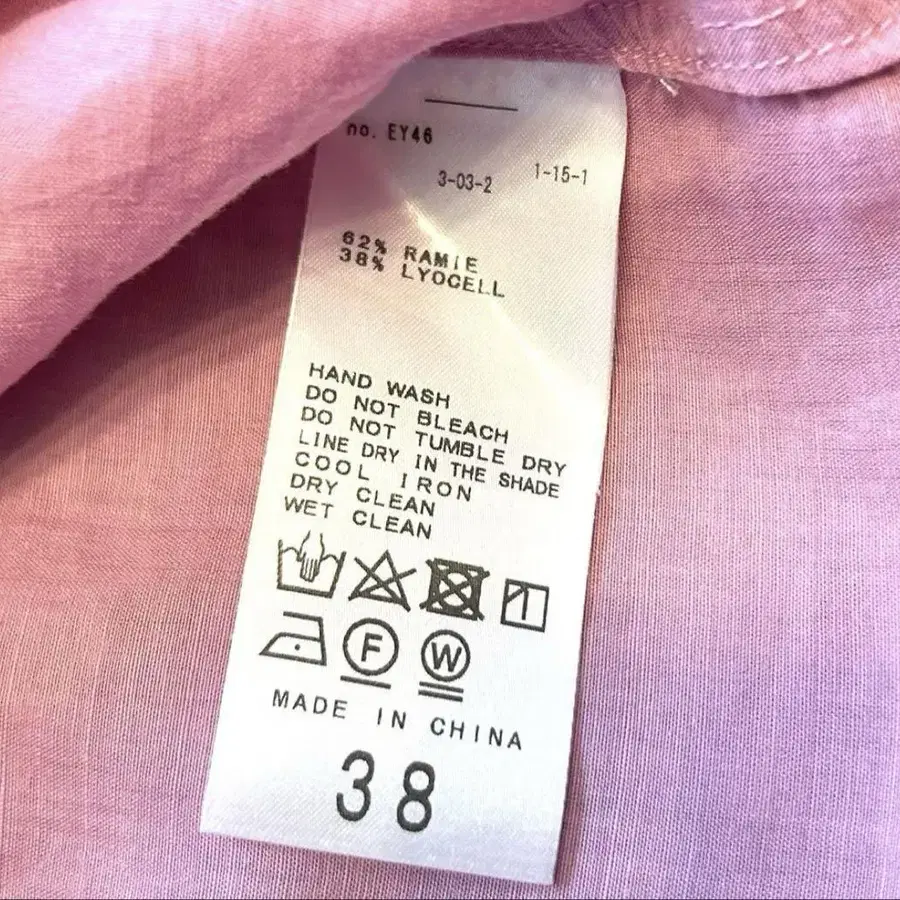 no. EY46
3-03-2 1-15-1
62% RAMIE
38% LYOCELL
HAND WASH
DO NOT BLEACH
DO NOT TUMBLE DRY
LINE DRY IN THE SHADE
COOL IRON
DRY CLEAN
WET CLEAN
F W
MADE IN CHINA
38